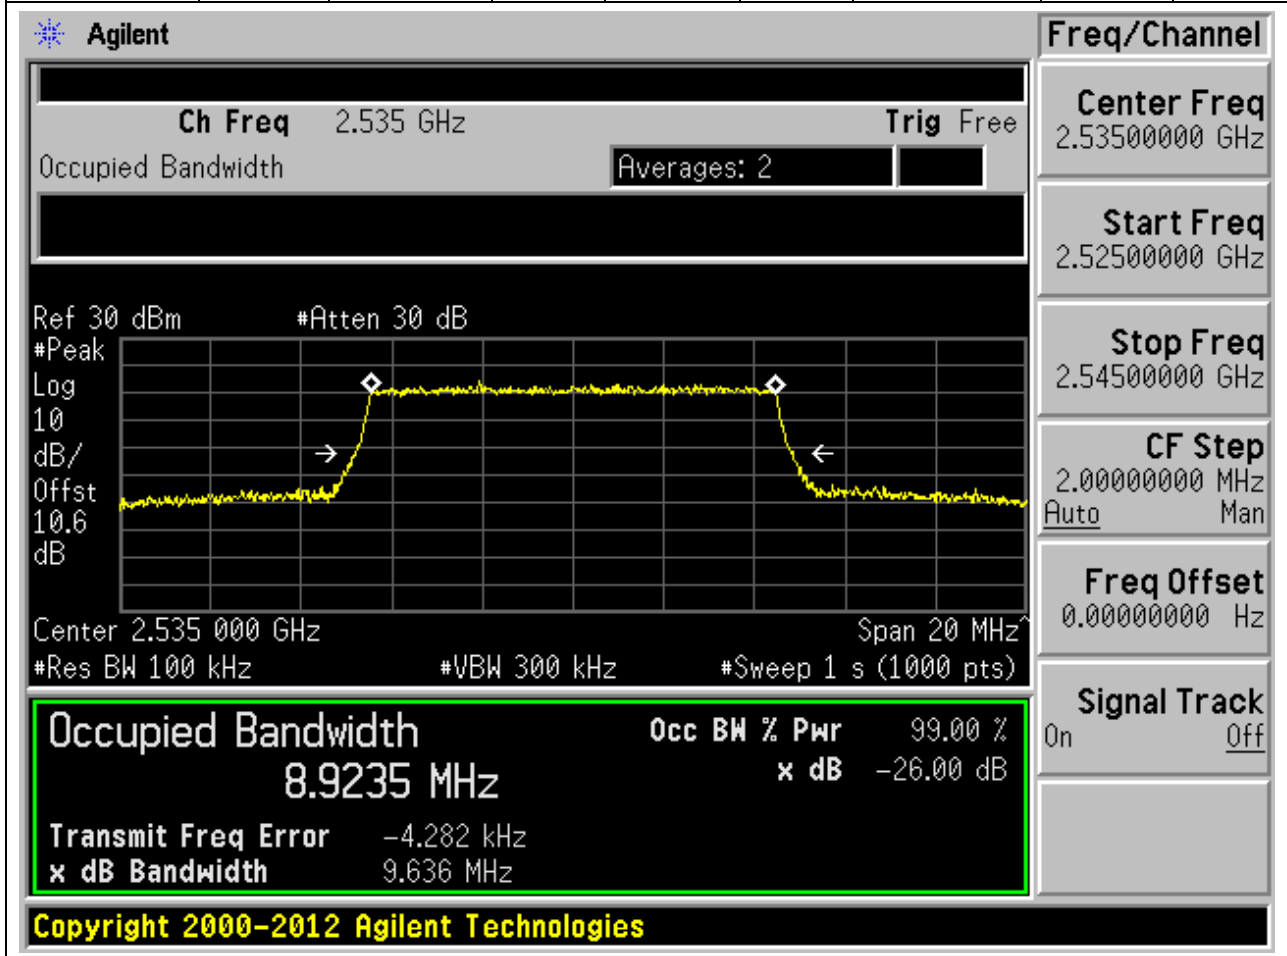 Agilent
Freq/Channel
Ch Freq 2.535 GHz Trig Free
Occupied Bandwidth Averages: 2
Center Freq
2.53500000 GHz
Start Freq
2.52500000 GHz
Stop Freq
2.54500000 GHz
CF Step
2.00000000 MHz
Auto Man
Freq Offset
0.00000000 Hz
Signal Track
On Off
Ref 30 dBm #Atten 30 dB
#Peak
Log
10
dB/
Offst
10.6
dB
Center 2.535 000 GHz Span 20 MHz^
#Res BW 100 kHz #VBW 300 kHz #Sweep 1 s (1000 pts)
Occupied Bandwidth Occ BW % Pwr 99.00 %
8.9235 MHz x dB -26.00 dB
Transmit Freq Error -4.282 kHz
x dB Bandwidth 9.636 MHz
Copyright 2000-2012 Agilent Technologies